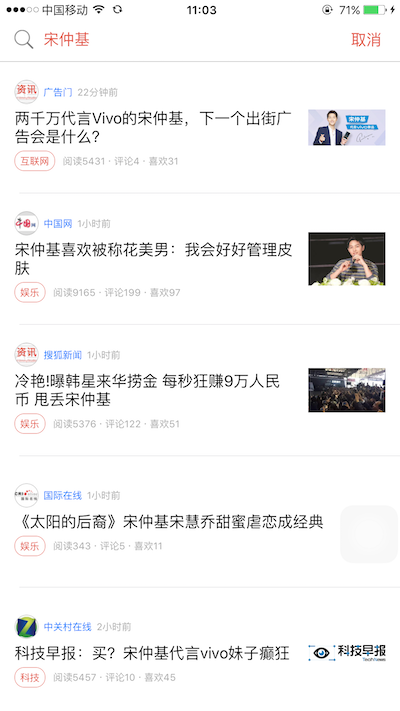 中国移动 11:03 71%
宋仲基 取消
资讯 广告门 22分钟前
两千万代言Vivo的宋仲基，下一个出街广
告会是什么？
宋仲基
互联网 阅读5431 · 评论4 · 喜欢31
中国网 1小时前
宋仲基喜欢被称花美男：我会好好管理皮
肤
娱乐 阅读9165 · 评论199 · 喜欢97
资讯 搜狐新闻 1小时前
冷艳!曝韩星来华捞金 每秒狂赚9万人民
币 甩丢宋仲基
娱乐 阅读5376 · 评论122 · 喜欢51
国际在线 1小时前
《太阳的后裔》宋仲基宋慧乔甜蜜虐恋成经典
娱乐 阅读343 · 评论5 · 喜欢11
中关村在线 2小时前
科技早报：买？宋仲基代言vivo妹子癫狂
科技早报
科技 阅读5457 · 评论10 · 喜欢45